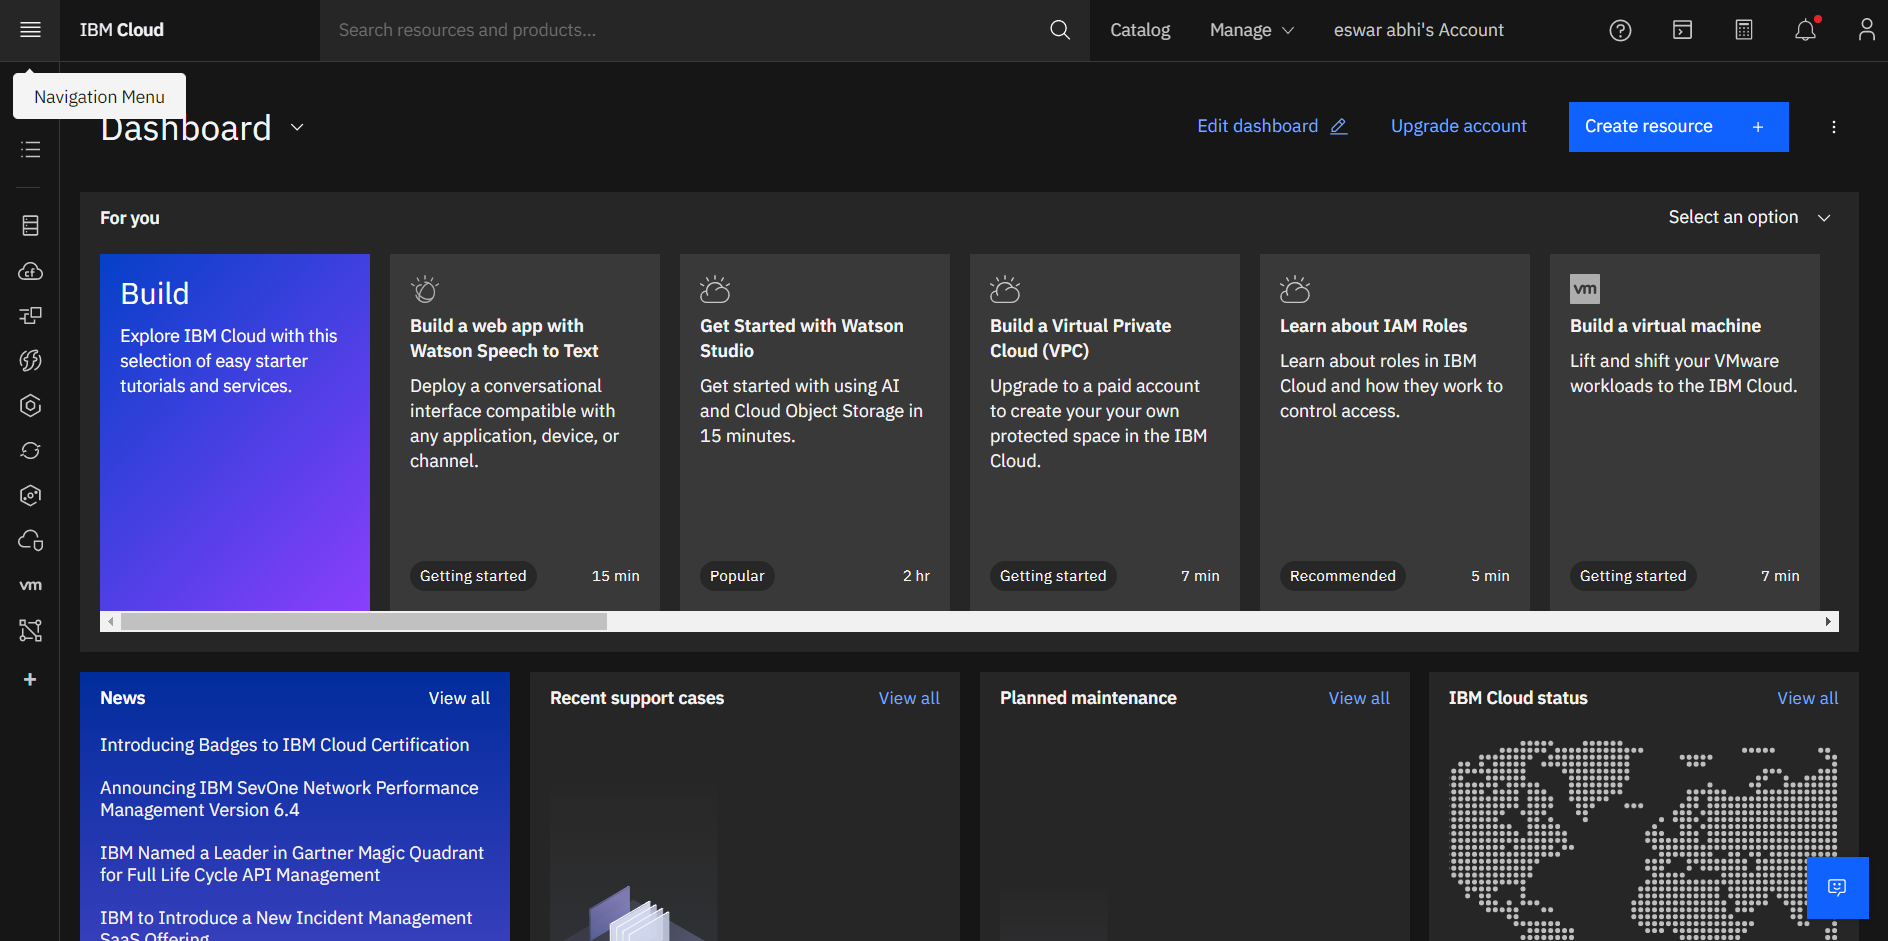 IBM Cloud
Search resources and products...
Catalog
Manage
eswar abhi's Account
Navigation Menu
Dashboard
Edit dashboard
Upgrade account
Create resource +
For you
Select an option
Build
Explore IBM Cloud with this
selection of easy starter
tutorials and services.
Build a web app with
Watson Speech to Text
Deploy a conversational
interface compatible with
any application, device, or
channel.
Getting started
15 min
Get Started with Watson
Studio
Get started with using AI
and Cloud Object Storage in
15 minutes.
Popular
2 hr
Build a Virtual Private
Cloud (VPC)
Upgrade to a paid account
to create your your own
protected space in the IBM
Cloud.
Getting started
7 min
Learn about IAM Roles
Learn about roles in IBM
Cloud and how they work to
control access.
Recommended
5 min
vm
Build a virtual machine
Lift and shift your VMware
workloads to the IBM Cloud.
Getting started
7 min
cf
vm
News
View all
Introducing Badges to IBM Cloud Certification
Announcing IBM SevOne Network Performance
Management Version 6.4
IBM Named a Leader in Gartner Magic Quadrant
for Full Life Cycle API Management
IBM to Introduce a New Incident Management
SaaS Offering
Recent support cases
View all
Planned maintenance
View all
IBM Cloud status
View all